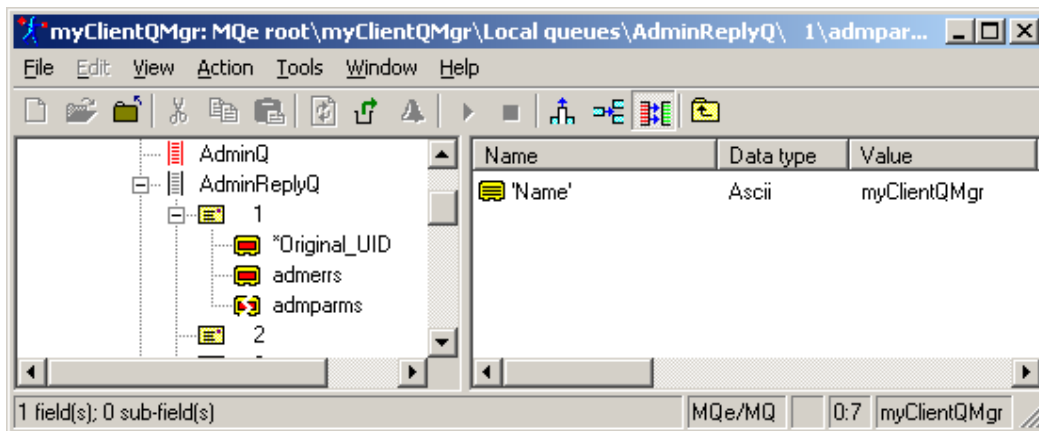 myClientQMgr: MQe root\myClientQMgr\Local queues\AdminReplyQ\ 1\admpar...
File Edit View Action Tools Window Help
AdminQ
AdminReplyQ
1
*Original_UID
admerrs
admparms
2
Name Data type Value
'Name' Ascii myClientQMgr
1 field(s); 0 sub-field(s) MQe/MQ 0:7 myClientQMgr